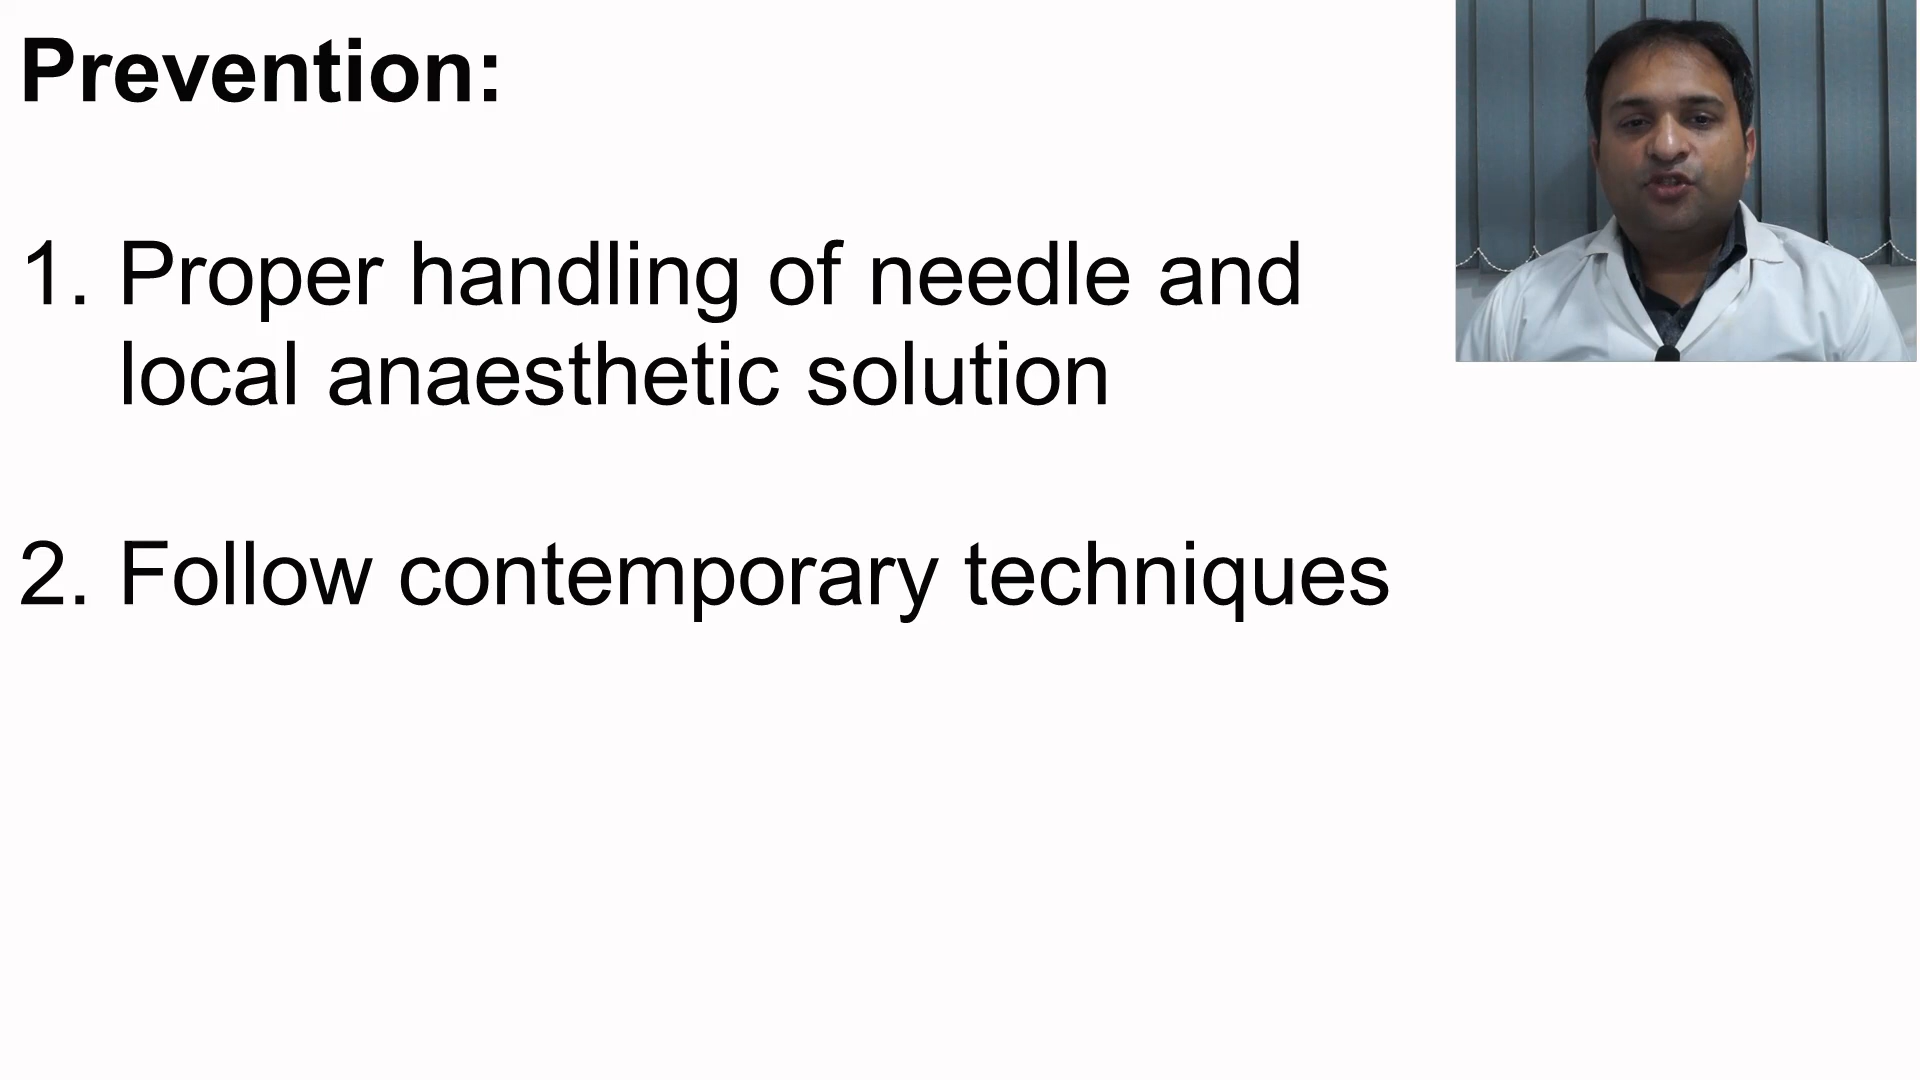 Prevention:
1. Proper handling of needle and
local anaesthetic solution
2. Follow contemporary techniques